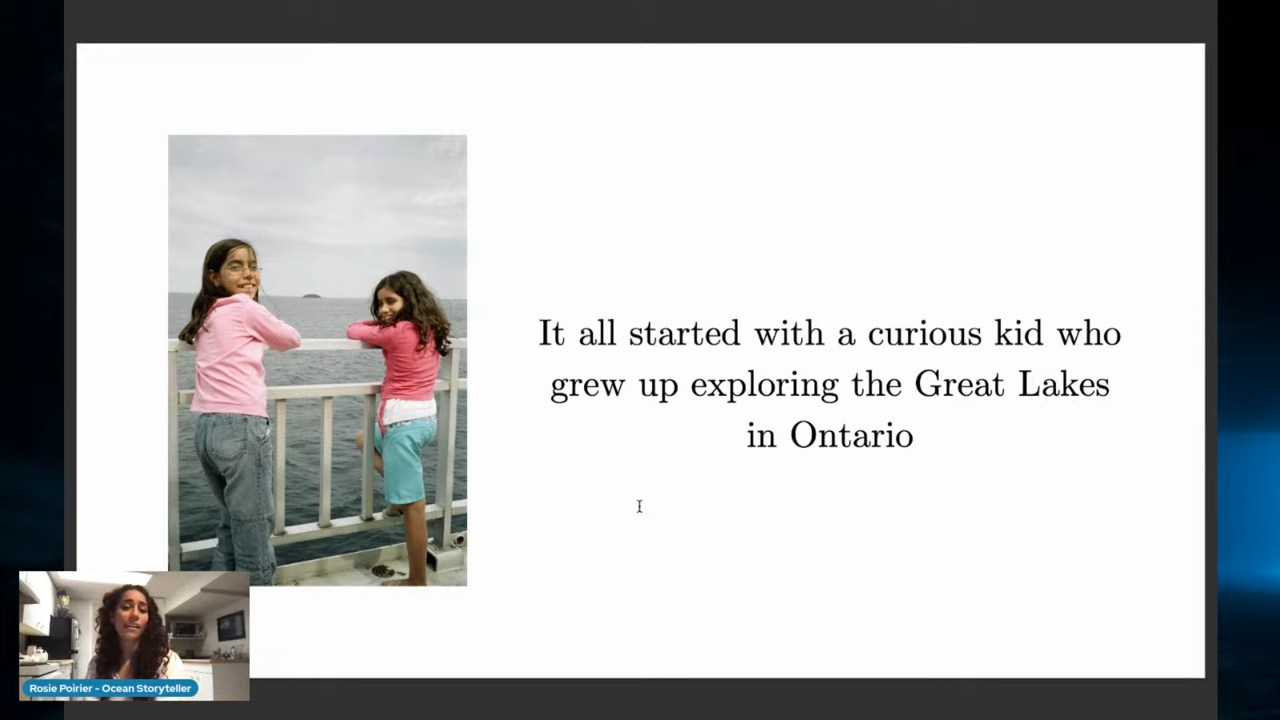 It all started with a curious kid who
grew up exploring the Great Lakes
in Ontario
Rosie Poirier - Ocean Storyteller